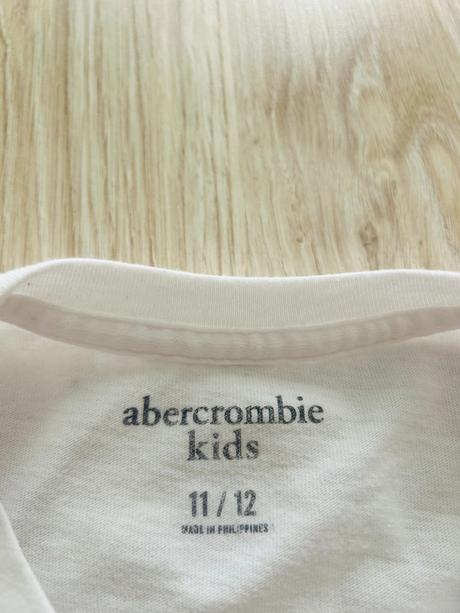 abercrombie
kids
11 / 12
MADE IN PHILIPPINES